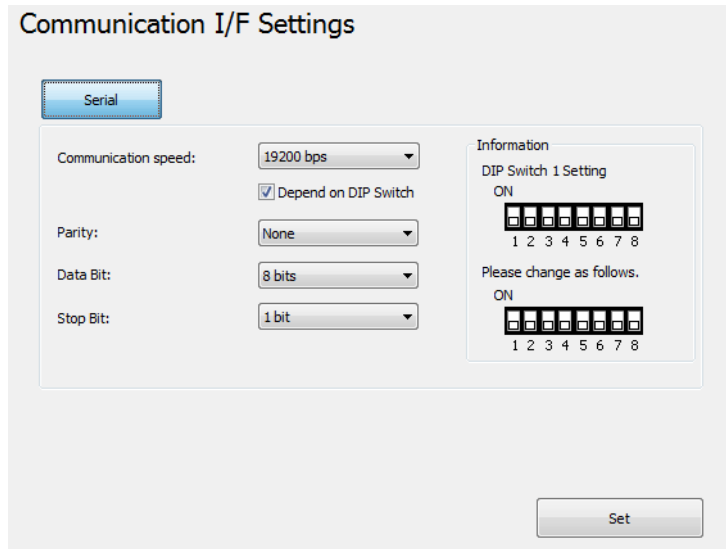 Communication I/F Settings
Serial
Communication speed:
19200 bps
Depend on DIP Switch
Parity:
None
Data Bit:
8 bits
Stop Bit:
1 bit
Information
DIP Switch 1 Setting
ON
1 2 3 4 5 6 7 8
Please change as follows.
ON
1 2 3 4 5 6 7 8
Set